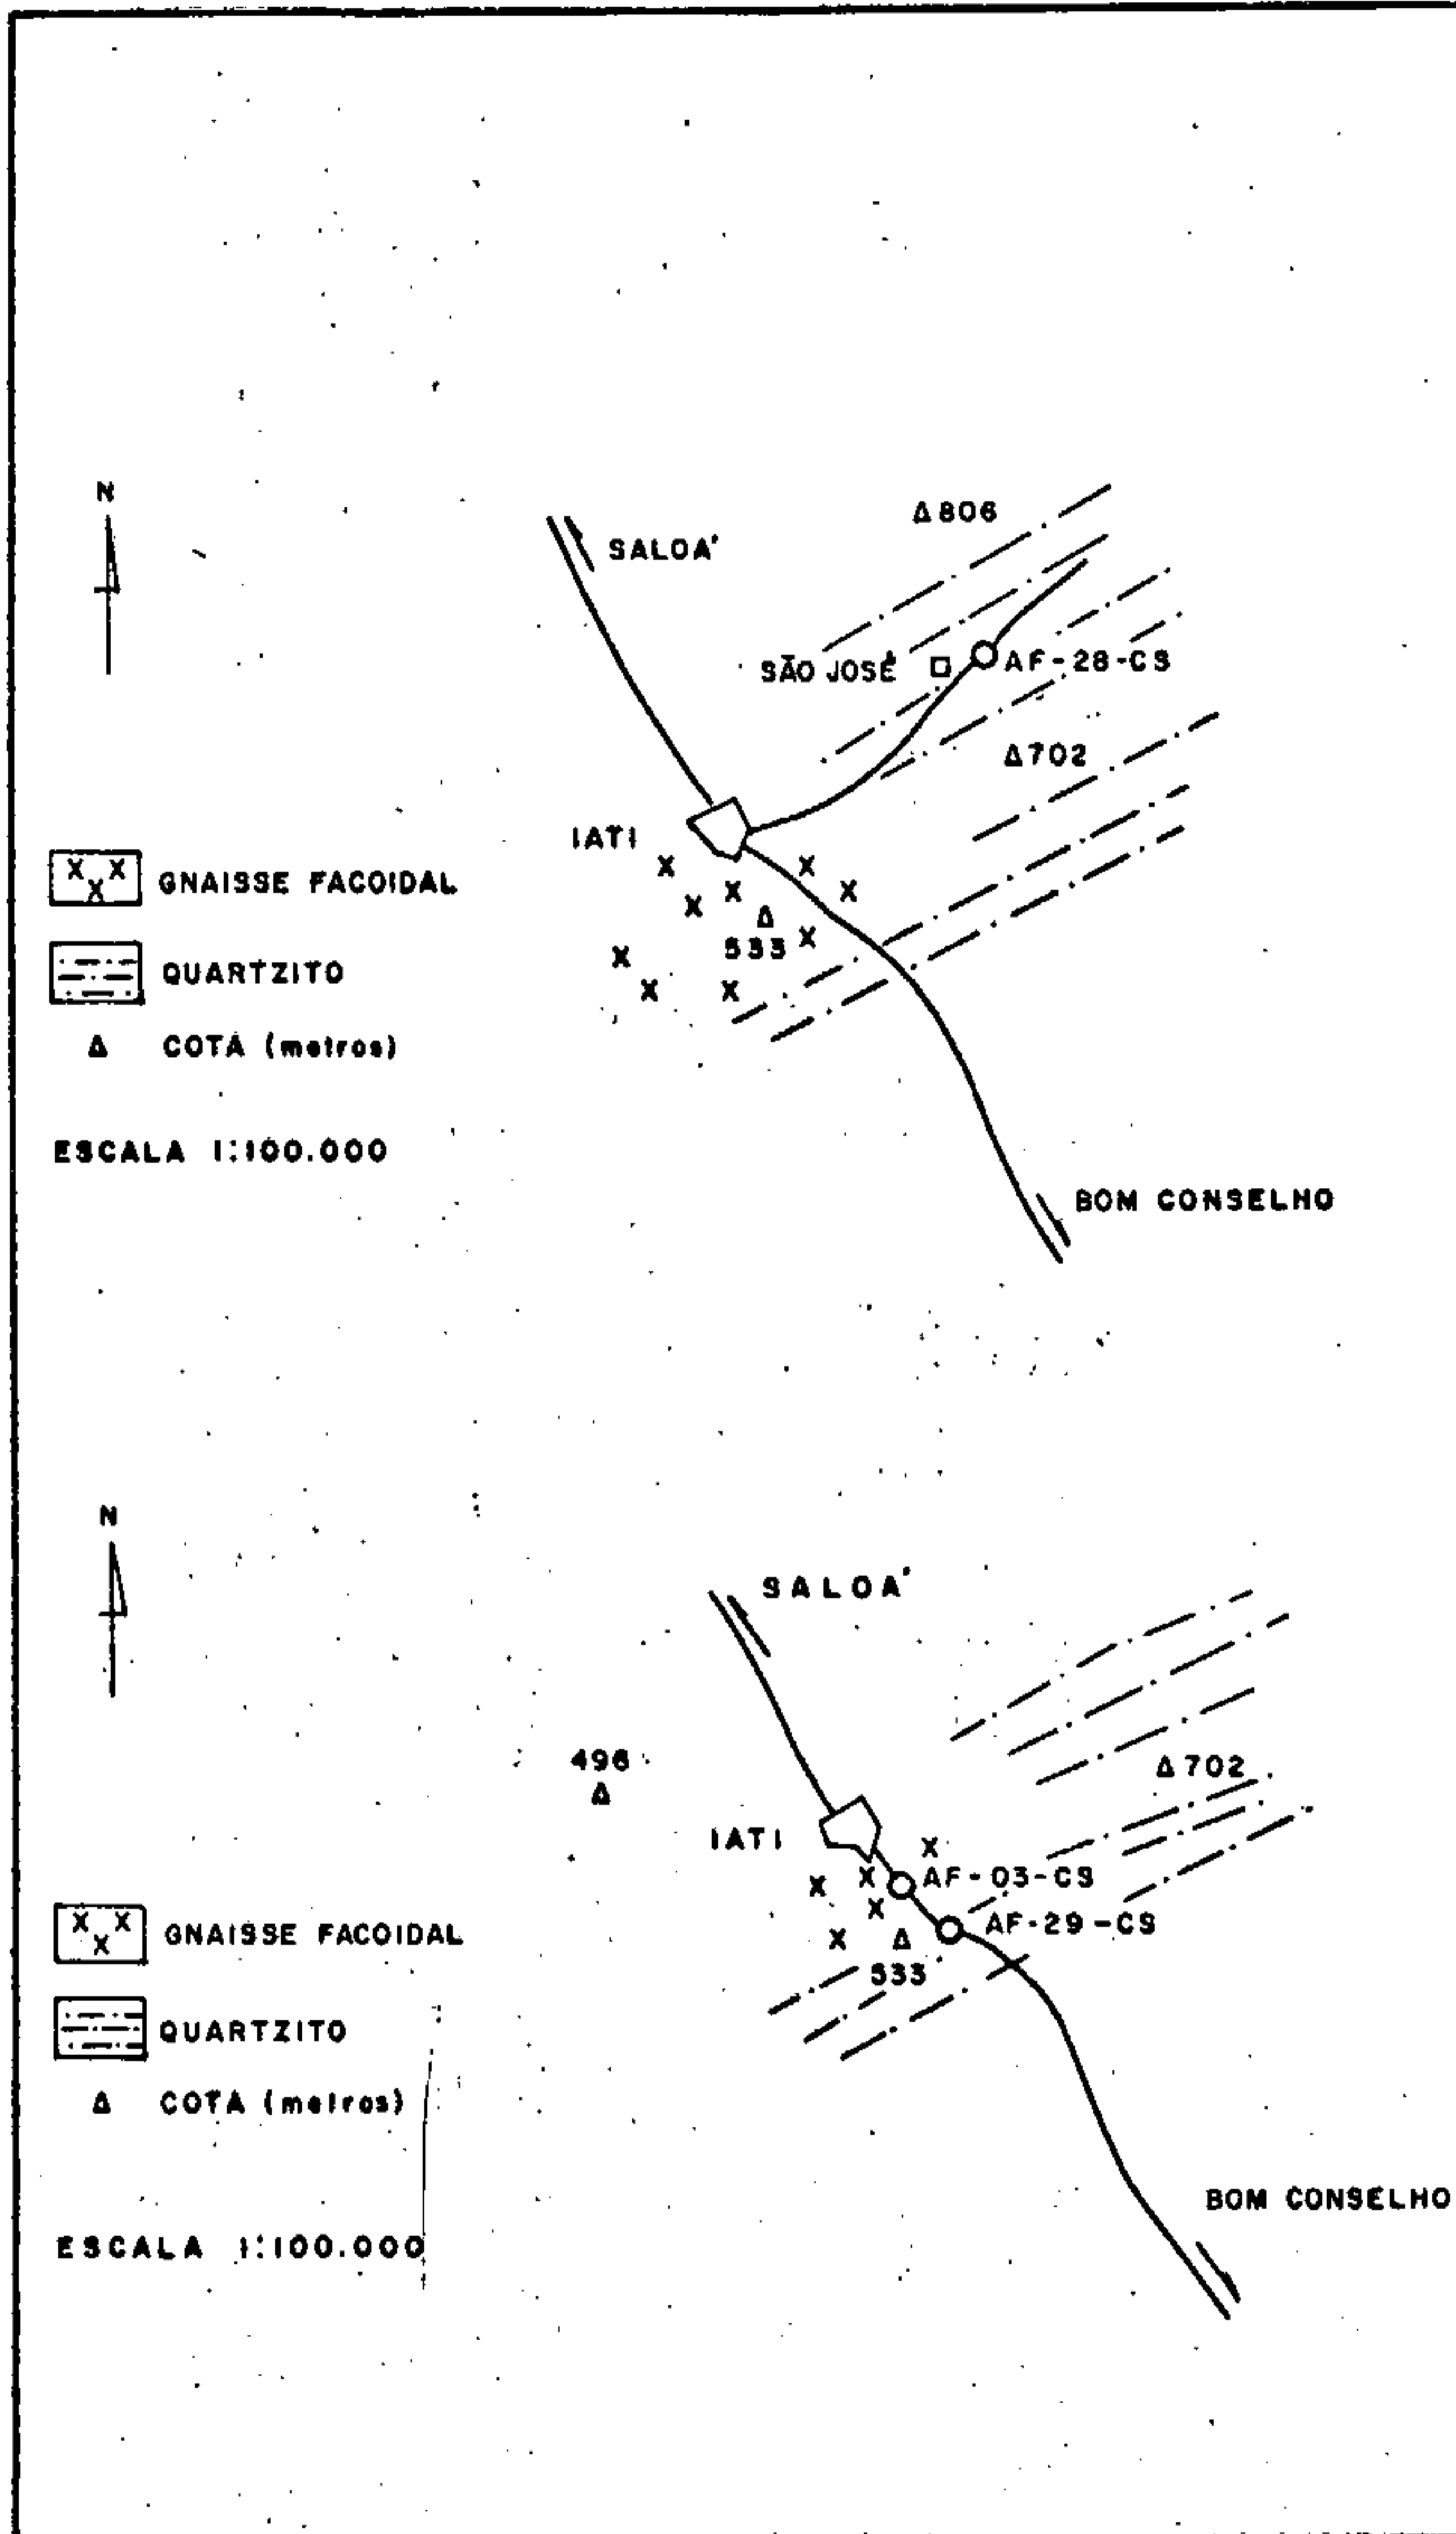 N
Δ806
SALOA'
SÃO JOSÉ
AF-28-CS
Δ702
IATI
X X X
GNAISSE FACOIDAL
533
QUARTZITO
Δ COTA (metros)
ESCALA 1:100.000
BOM CONSELHO
N
SALOA'
496
Δ702
IATI
AF-03-CS
AF-29-CS
X X X
GNAISSE FACOIDAL
533
QUARTZITO
Δ COTA (metros)
BOM CONSELHO
ESCALA 1:100.000